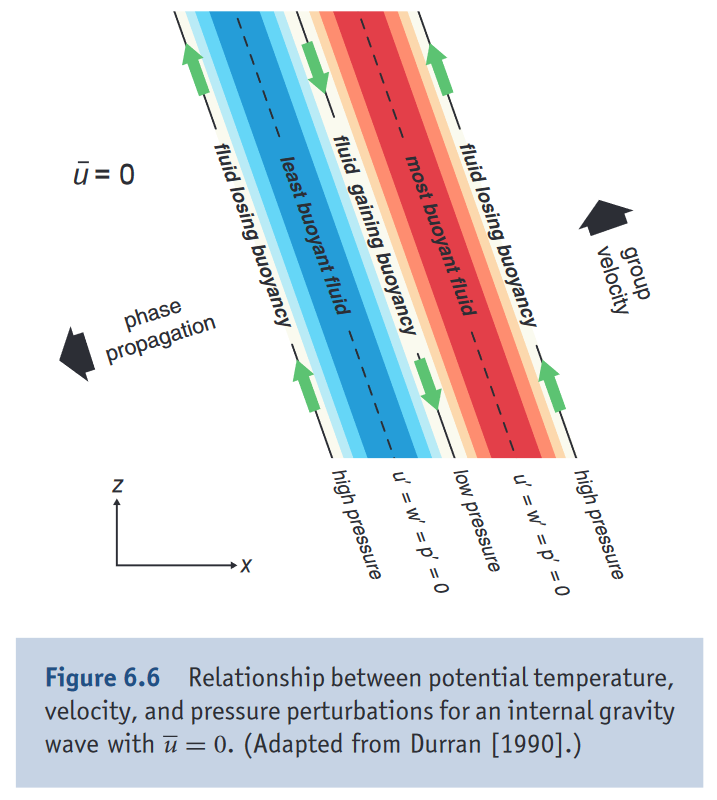 ū = 0
fluid losing buoyancy
least buoyant fluid
fluid gaining buoyancy
most buoyant fluid
fluid losing buoyancy
group
velocity
phase
propagation
z
x
high pressure
u′ = w′ = p′ = 0
low pressure
u′ = w′ = p′ = 0
high pressure
Figure 6.6 Relationship between potential temperature,
velocity, and pressure perturbations for an internal gravity
wave with ū = 0. (Adapted from Durran [1990].)